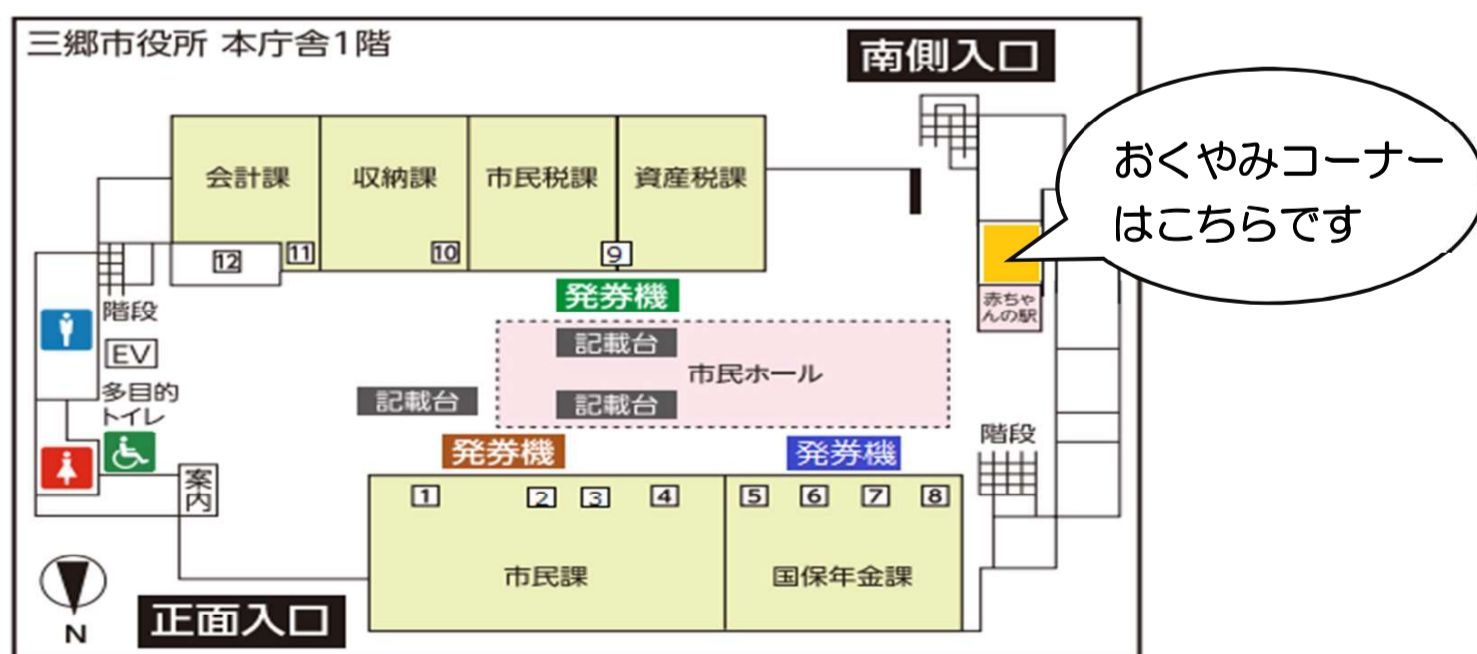 三郷市役所 本庁舎1階
南側入口
おくやみコーナー
はこちらです
会計課
収納課
市民税課
資産税課
12
11
10
9
発券機
赤ちゃ
んの駅
階段
EV
多目的
トイレ
記載台
市民ホール
記載台
記載台
発券機
発券機
階段
案内
1
2
3
4
5
6
7
8
市民課
国保年金課
N
正面入口